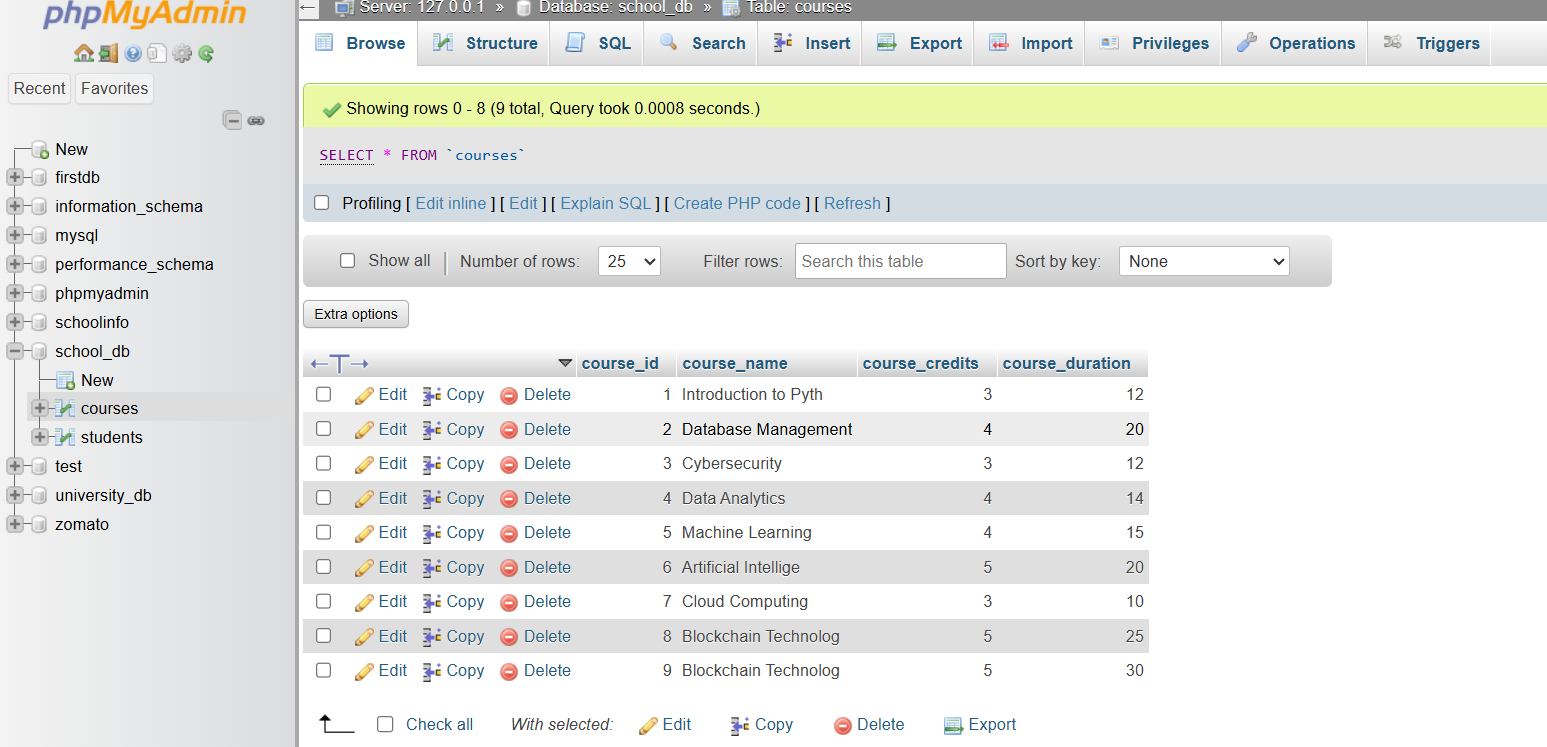 phpMyAdmin
Recent Favorites
New
firstdb
information_schema
mysql
performance_schema
phpmyadmin
schoolinfo
school_db
New
courses
students
test
university_db
zomato
Server: 127.0.0.1 » Database: school_db » Table: courses
Browse Structure SQL Search Insert Export Import Privileges Operations Triggers
Showing rows 0 - 8 (9 total, Query took 0.0008 seconds.)
SELECT * FROM `courses`
Profiling [ Edit inline ] [ Edit ] [ Explain SQL ] [ Create PHP code ] [ Refresh ]
Show all | Number of rows: 25 Filter rows: Search this table Sort by key: None
Extra options
←T→ course_id course_name course_credits course_duration
Edit Copy Delete 1 Introduction to Pyth 3 12
Edit Copy Delete 2 Database Management 4 20
Edit Copy Delete 3 Cybersecurity 3 12
Edit Copy Delete 4 Data Analytics 4 14
Edit Copy Delete 5 Machine Learning 4 15
Edit Copy Delete 6 Artificial Intellige 5 20
Edit Copy Delete 7 Cloud Computing 3 10
Edit Copy Delete 8 Blockchain Technolog 5 25
Edit Copy Delete 9 Blockchain Technolog 5 30
Check all With selected: Edit Copy Delete Export